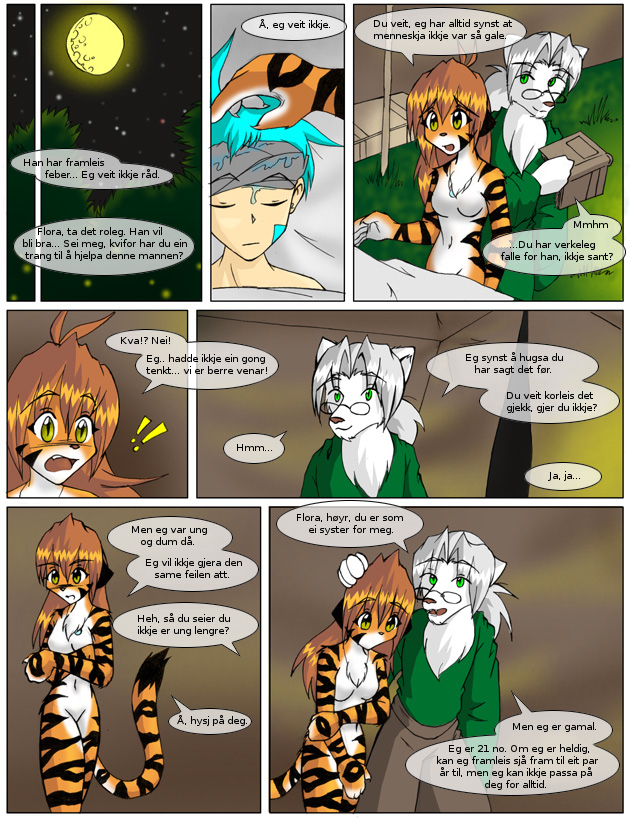 Han har framleis
feber... Eg veit ikkje råd.
Flora, ta det roleg. Han vil
bli bra... Sei meg, kvifor har du ein
trang til å hjelpa denne mannen?
Å, eg veit ikkje.
Du veit, eg har alltid synst at
menneskja ikkje var så gale.
Mmhm
...Du har verkeleg
falle for han, ikkje sant?
Kva!? Nei!
Eg.. hadde ikkje ein gong
tenkt... vi er berre venar!
!!
Hmm...
Eg synst å hugsa du
har sagt det før.
Du veit korleis det
gjekk, gjer du ikkje?
Ja, ja...
Men eg var ung
og dum då.
Eg vil ikkje gjera den
same feilen att.
Heh, så du seier du
ikkje er ung lengre?
Å, hysj på deg.
Flora, høyr, du er som
ei syster for meg.
Men eg er gamal.
Eg er 21 no. Om eg er heldig,
kan eg framleis sjå fram til eit par
år til, men eg kan ikkje passa på
deg for alltid.